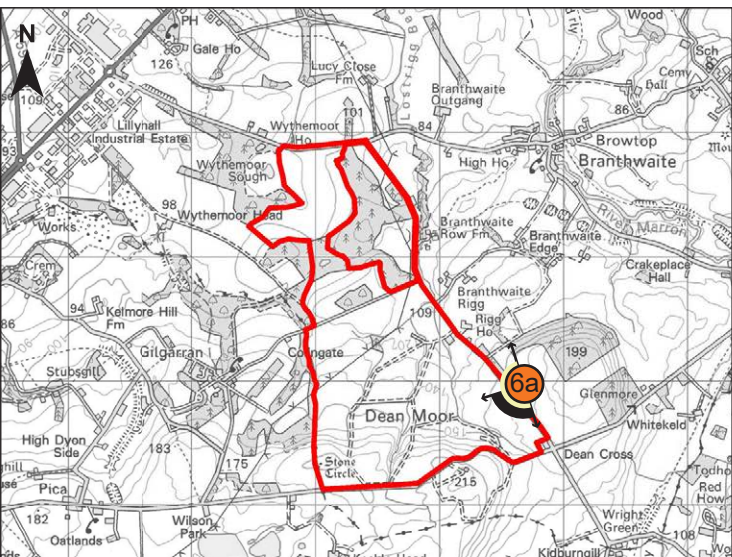 N
PH
Gale Ho
126
109
Lucy Close
Fm
Lostrigg Beck
Wood
Sch
Cemy
Hall
Branthwaite
Outgang
86
Lillyhall
Industrial Estate
Wythemoor
Ho
101
84
Browtop
Branthwaite
High Ho
Wythemoor
Sough
98
Wythemoor Head
Works
Branthwaite
Row Fm
River Marron
Branthwaite
Edge
Crem
Crakeplace
Hall
94
Kelmore Hill
Fm
86
Branthwaite
Rigg
Rigg
Ho
109
Gilgarran
Colingate
199
Stubsgill
6a
Glenmore
Dean Moor
Whitekeld
High Dyon
Side
183
175
Stone
Circle
215
Dean Cross
Pica
182
Oatlands
Wilson
Park
Wright
Green
108
Red
How
Kidburngill